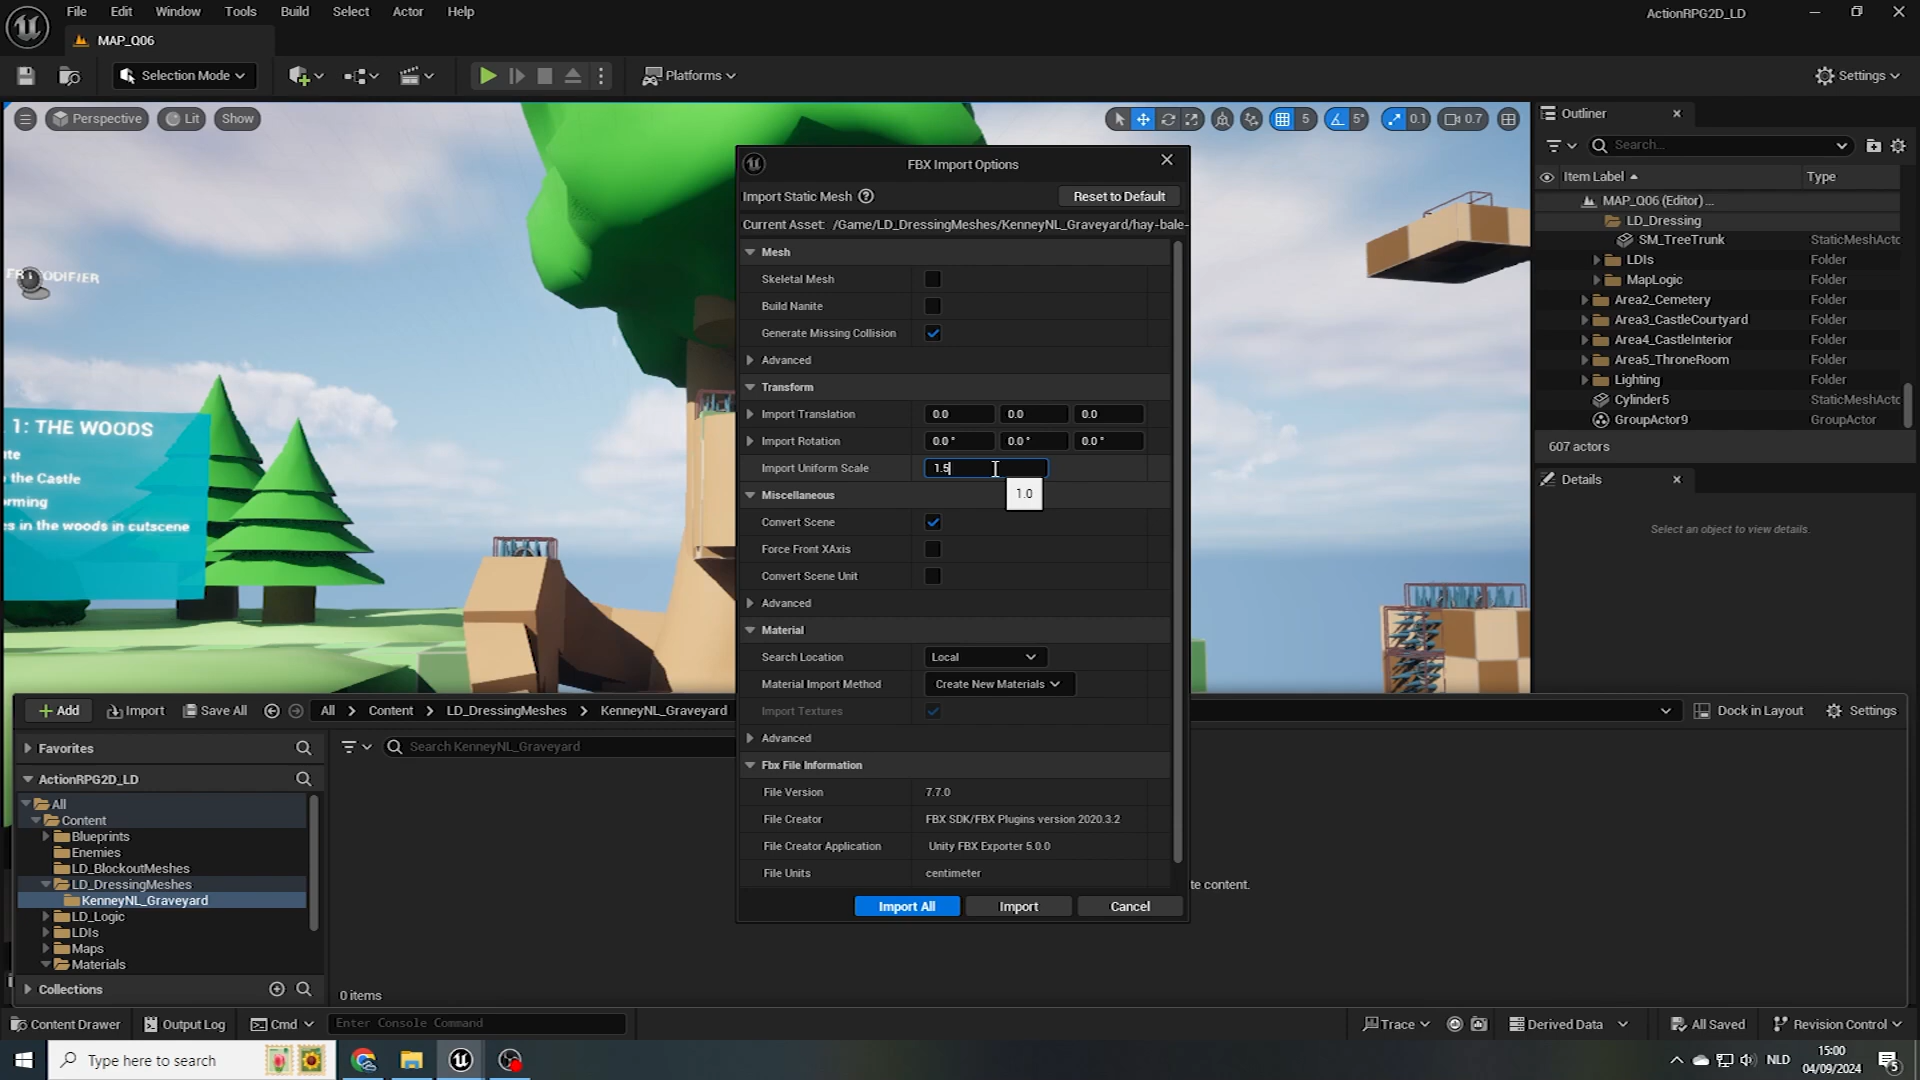 File Edit Window Tools Build Select Actor Help
ActionRPG2D_LD
MAP_Q06
Selection Mode
Platforms
Settings
Perspective
Lit
Show
5
5°
0.1
0.7
ODIFIER
1: THE WOODS
the Castle
rming
es in the woods in cutscene
FBX Import Options
Import Static Mesh
Reset to Default
Current Asset: /Game/LD_DressingMeshes/KenneyNL_Graveyard/hay-bale-
Mesh
Skeletal Mesh
Build Nanite
Generate Missing Collision
Advanced
Transform
Import Translation 0.0 0.0 0.0
Import Rotation 0.0 ° 0.0 ° 0.0 °
Import Uniform Scale 1.5
1.0
Miscellaneous
Convert Scene
Force Front XAxis
Convert Scene Unit
Advanced
Material
Search Location Local
Material Import Method Create New Materials
Import Textures
Advanced
Fbx File Information
File Version 7.7.0
File Creator FBX SDK/FBX Plugins version 2020.3.2
File Creator Application Unity FBX Exporter 5.0.0
File Units centimeter
Import All Import Cancel
Outliner
Search...
Item Label Type
MAP_Q06 (Editor) ...
LD_Dressing
SM_TreeTrunk StaticMeshActo
LDIs Folder
MapLogic Folder
Area2_Cemetery Folder
Area3_CastleCourtyard Folder
Area4_CastleInterior Folder
Area5_ThroneRoom Folder
Lighting Folder
Cylinder5 StaticMeshActo
GroupActor9 GroupActor
607 actors
Details
Select an object to view details.
Add Import Save All All Content LD_DressingMeshes KenneyNL_Graveyard
Dock in Layout Settings
Favorites
Search KenneyNL_Graveyard
ActionRPG2D_LD
All
Content
Blueprints
Enemies
LD_BlockoutMeshes
LD_DressingMeshes
KenneyNL_Graveyard
LD_Logic
LDIs
Maps
Materials
te content.
Collections
0 items
Content Drawer Output Log Cmd Enter Console Command
Trace Derived Data All Saved Revision Control
Type here to search
NLD
15:00
04/09/2024
5